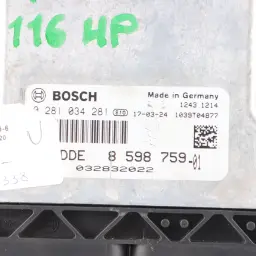 116 HP
BOSCH
Made in Germany
1243.1214
0 281 034 281 17-03-24 1039T04877
DDE 8 598 759-01
032832022